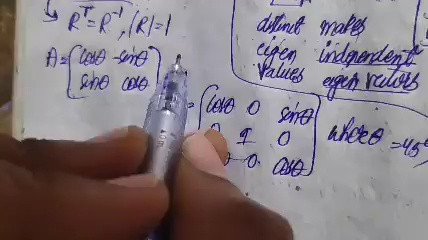 ↳ R^T = R^-1, |R| = 1
A = [cosθ -sinθ
sinθ cosθ]
= [cosθ 0 sinθ
1 0
0 cosθ]
where θ = 45°
distinct makes
eigen independent
values eigen vectors